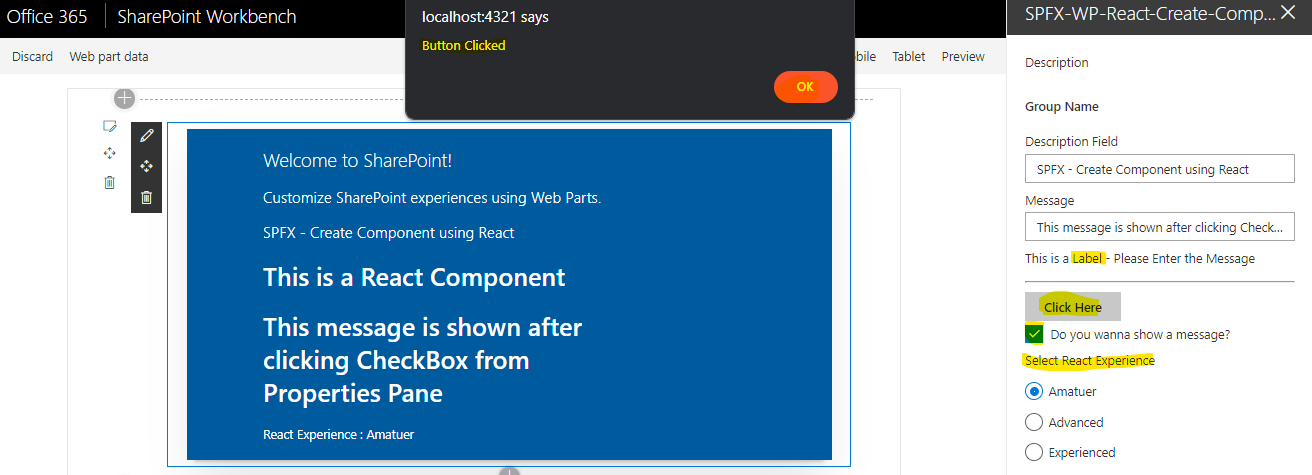 Office 365
SharePoint Workbench
localhost:4321 says
Button Clicked
OK
SPFX-WP-React-Create-Comp...
Discard
Web part data
Tablet
Preview
Welcome to SharePoint!
Customize SharePoint experiences using Web Parts.
SPFX - Create Component using React
This is a React Component
This message is shown after
clicking CheckBox from
Properties Pane
React Experience : Amatuer
Description
Group Name
Description Field
SPFX - Create Component using React
Message
This message is shown after clicking Check...
This is a Label - Please Enter the Message
Click Here
Do you wanna show a message?
Select React Experience
Amatuer
Advanced
Experienced